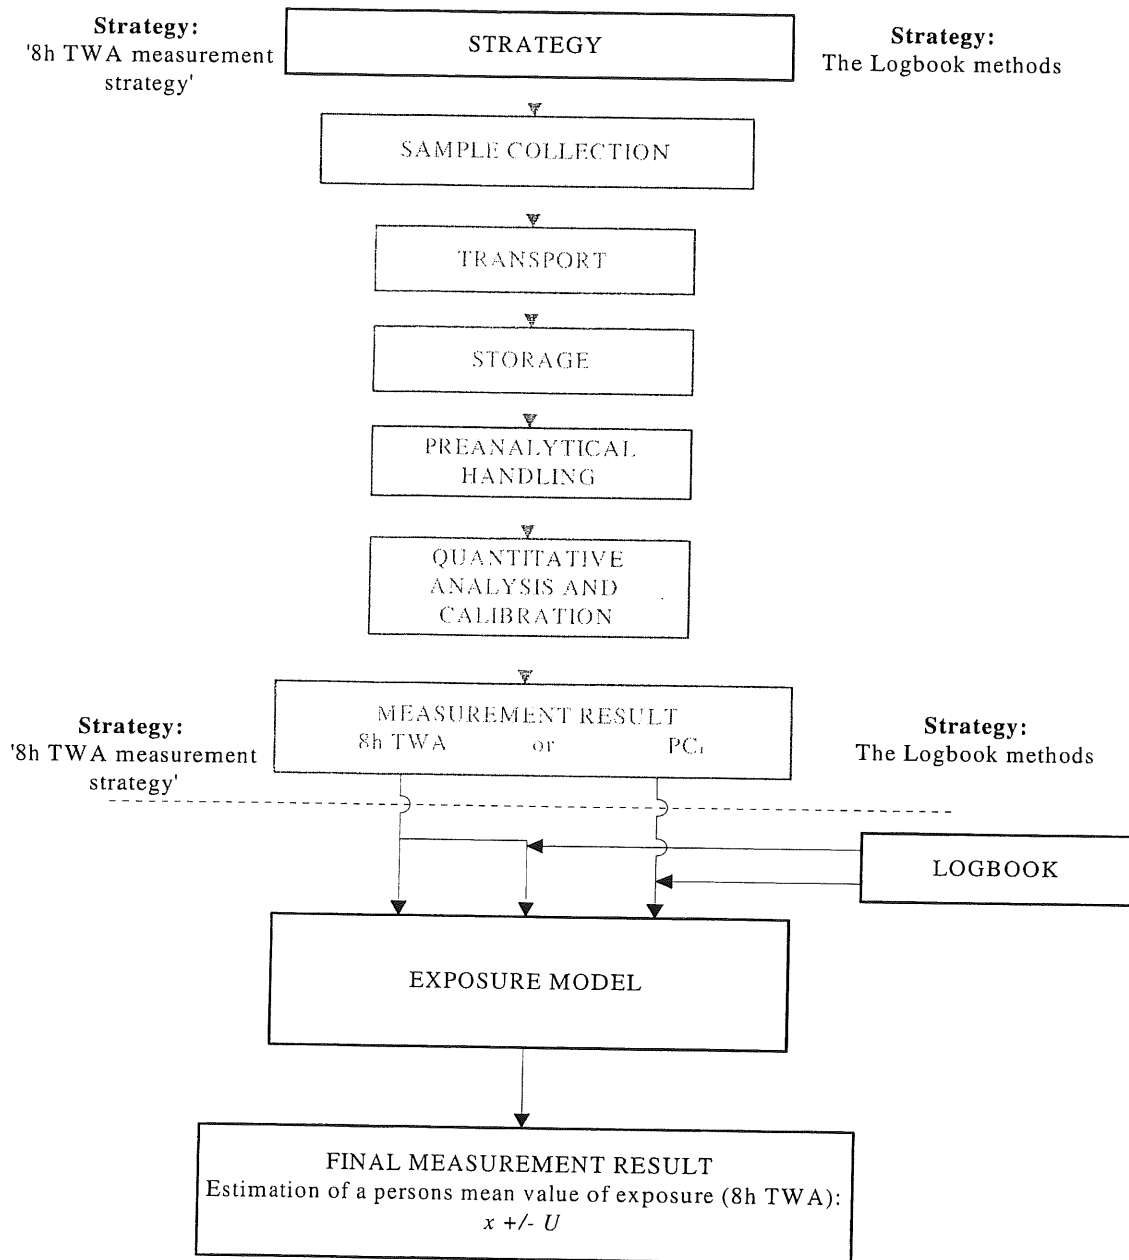 Strategy:
'8h TWA measurement
strategy'
STRATEGY
Strategy:
The Logbook methods
SAMPLE COLLECTION
TRANSPORT
STORAGE
PREANALYTICAL
HANDLING
QUANTITATIVE
ANALYSIS AND
CALIBRATION
Strategy:
'8h TWA measurement
strategy'
MEASUREMENT RESULT
8h TWA or PCi
Strategy:
The Logbook methods
LOGBOOK
EXPOSURE MODEL
FINAL MEASUREMENT RESULT
Estimation of a persons mean value of exposure (8h TWA):
x +/- U